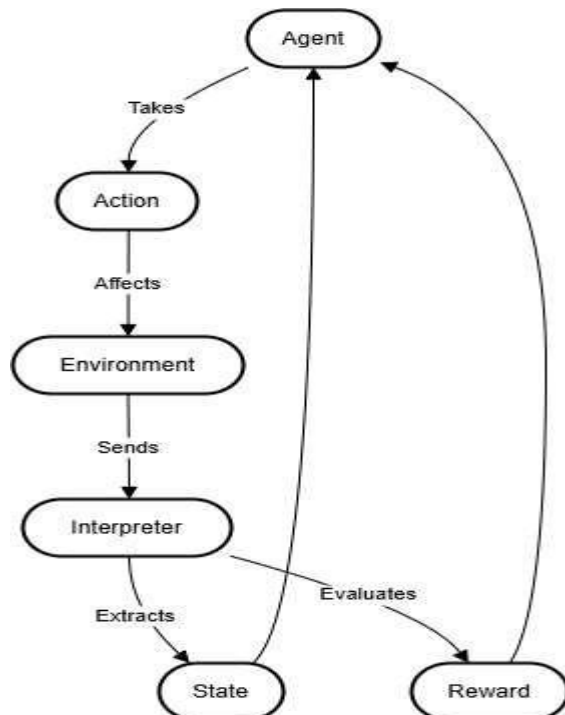 Agent
Takes
Action
Affects
Environment
Sends
Interpreter
Evaluates
Extracts
State
Reward